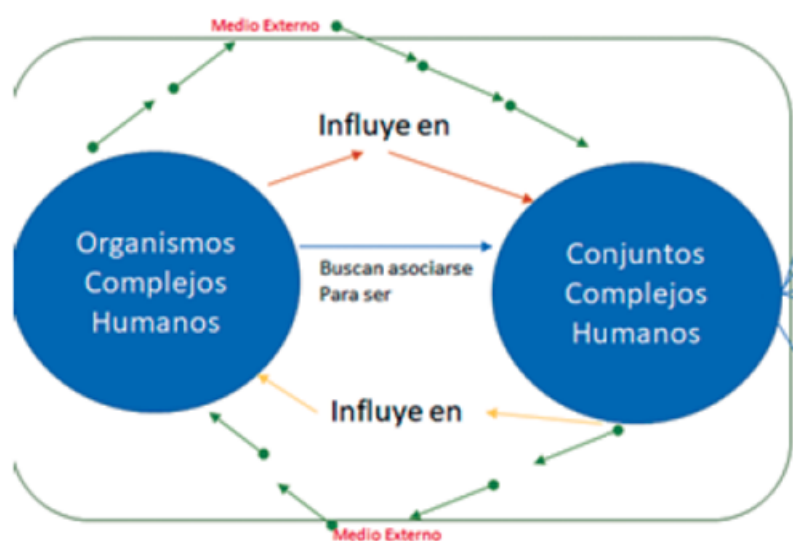 Medio Externo
Influye en
Organismos
Complejos
Humanos
Buscan asociarse
Para ser
Conjuntos
Complejos
Humanos
Influye en
Medio Externo